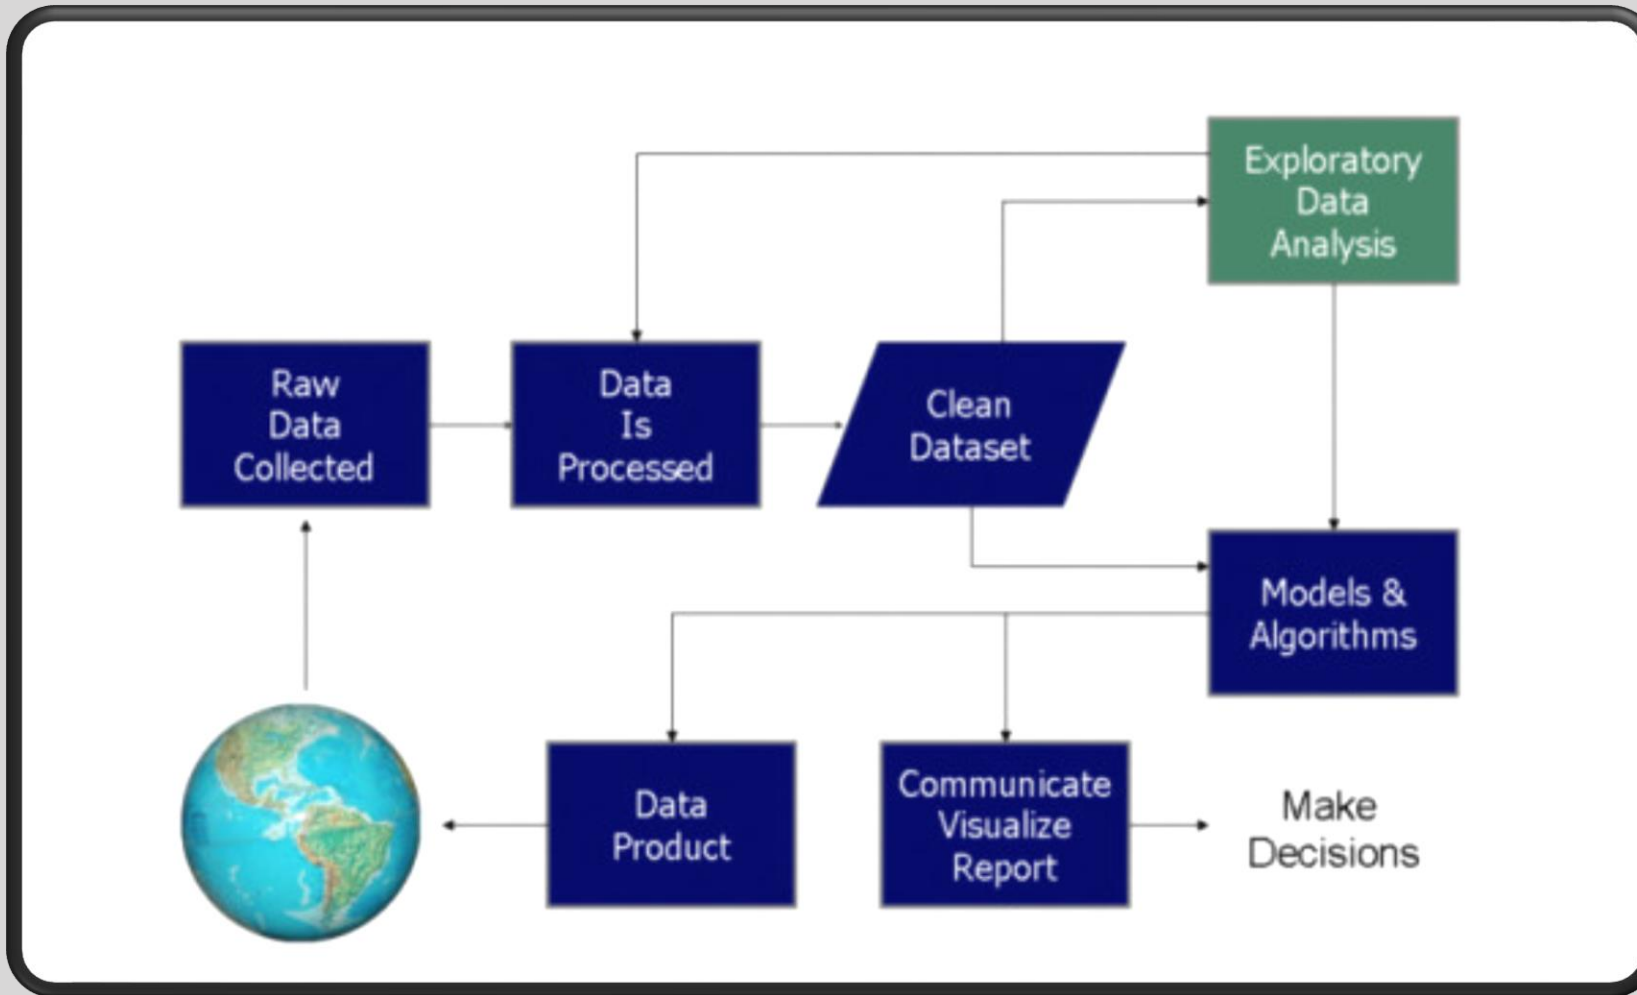 Exploratory
Data
Analysis
Raw
Data
Collected
Data
Is
Processed
Clean
Dataset
Models &
Algorithms
Data
Product
Communicate
Visualize
Report
Make
Decisions